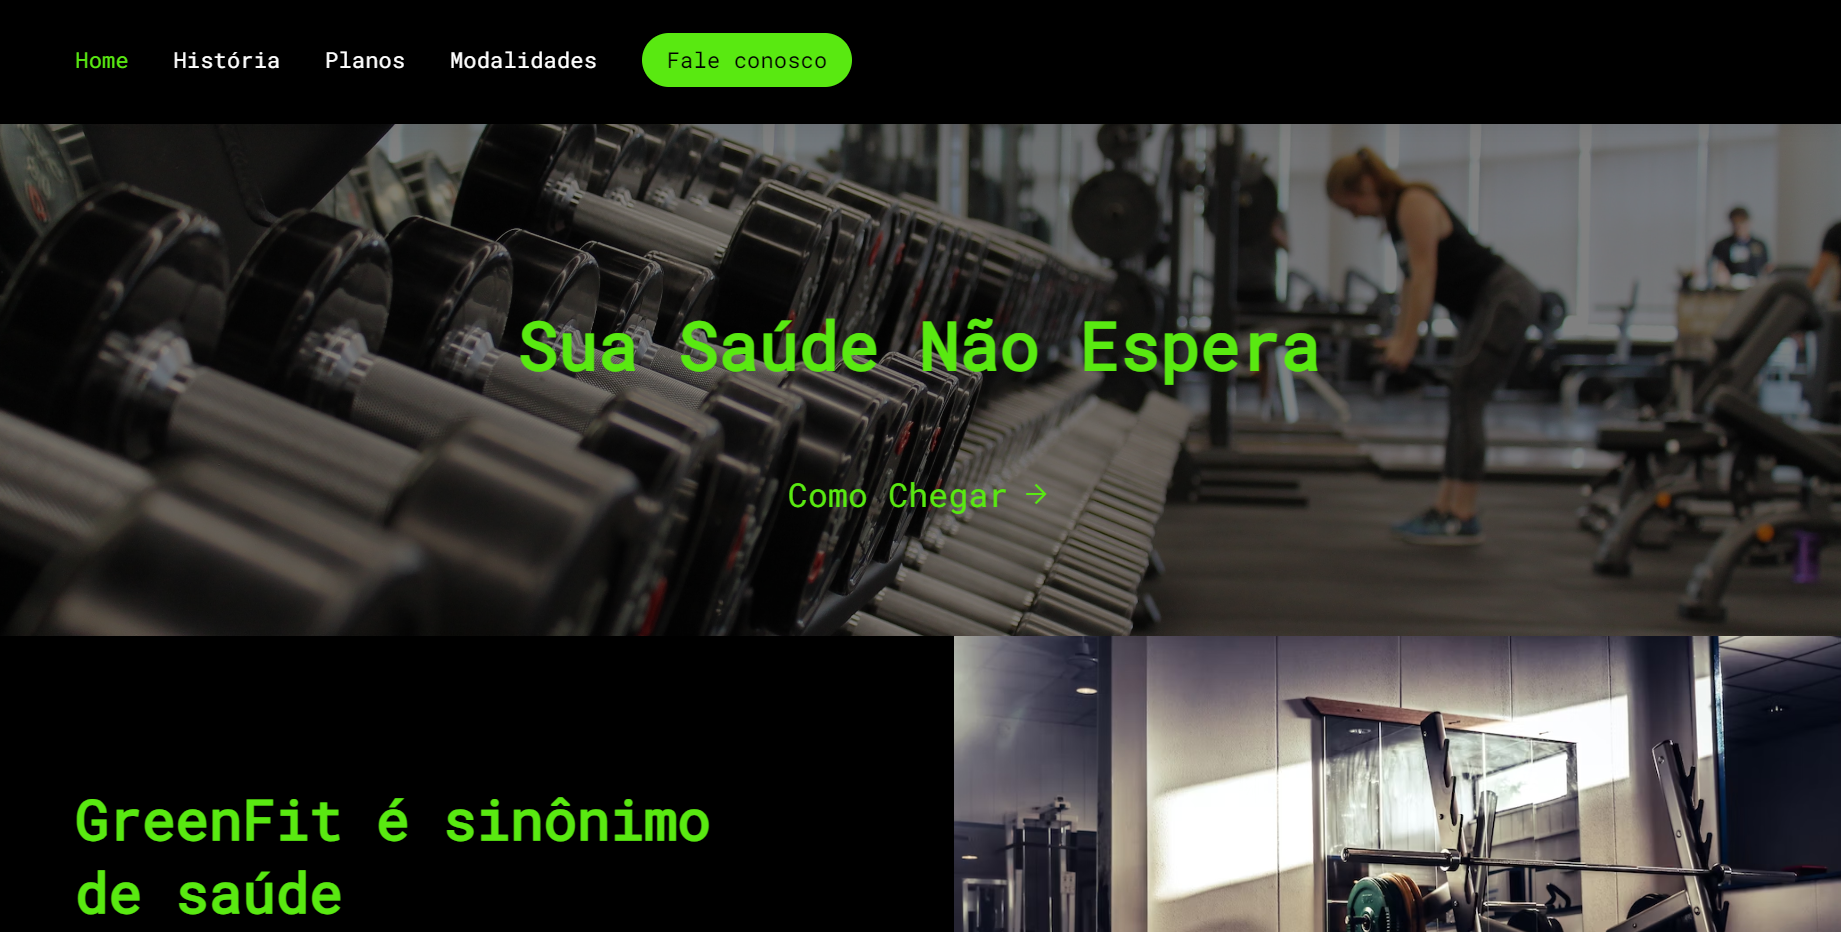 Home História Planos Modalidades Fale conosco
Sua Saúde Não Espera
Como Chegar →
GreenFit é sinônimo
de saúde